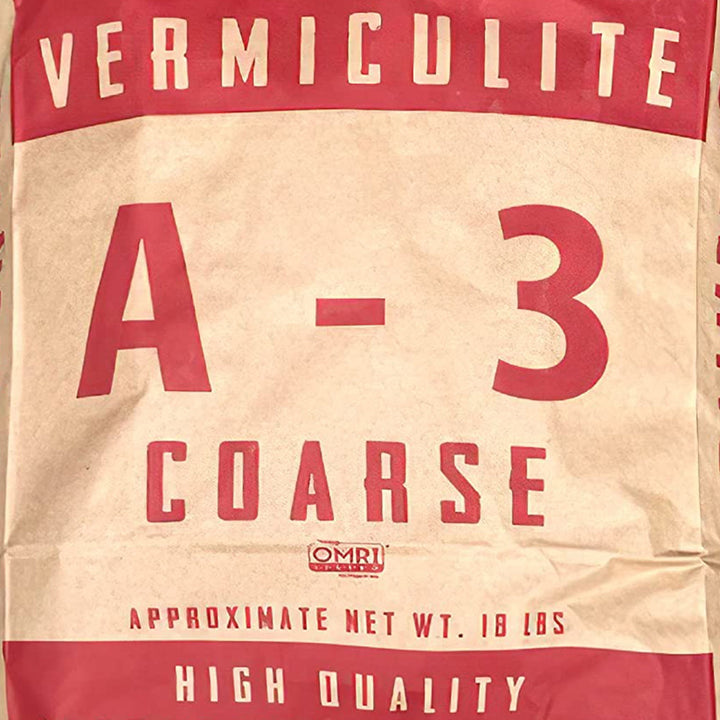 VERMICULITE
A - 3
COARSE
OMRI
APPROXIMATE NET WT. 18 LBS
HIGH QUALITY